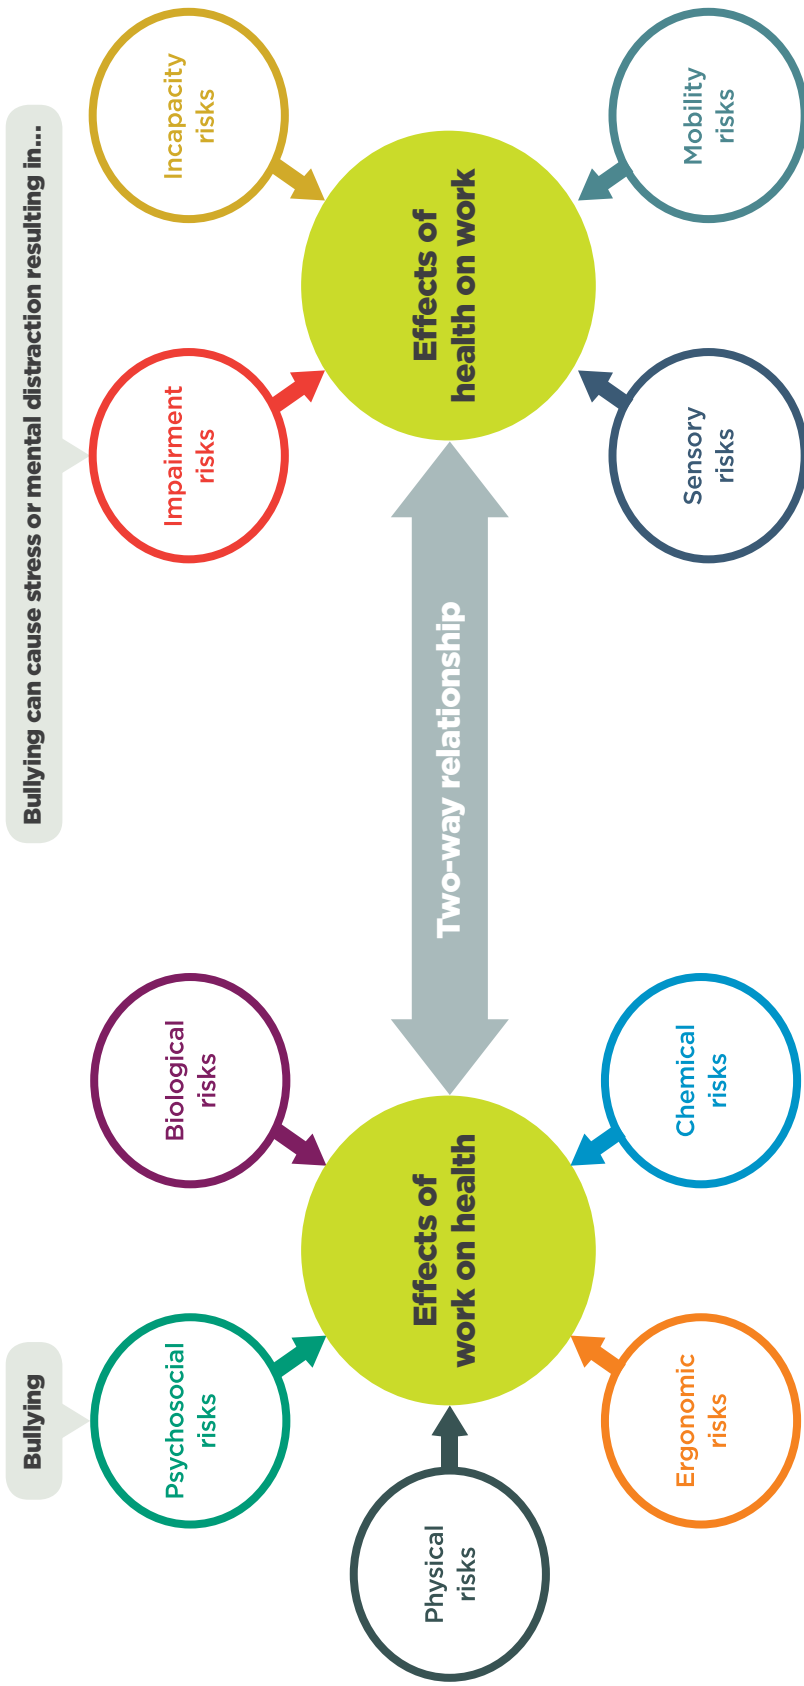 Bullying
Bullying can cause stress or mental distraction resulting in...
Psychosocial
risks
Biological
risks
Impairment
risks
Incapacity
risks
Physical
risks
Effects of
work on health
Two-way relationship
Effects of
health on work
Ergonomic
risks
Chemical
risks
Sensory
risks
Mobility
risks